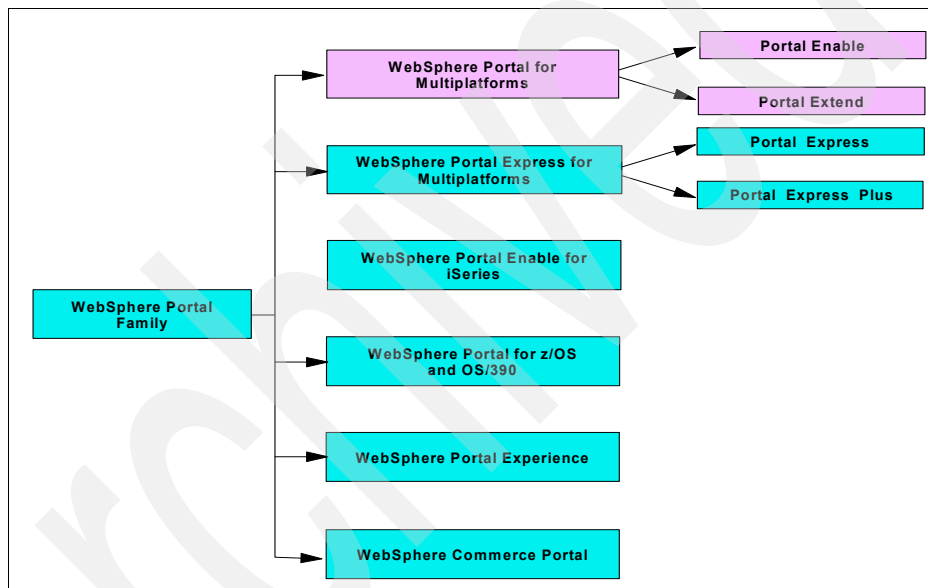 WebSphere Portal for
Multiplatforms
Portal Enable
Portal Extend
WebSphere Portal Express for
Multiplatforms
Portal Express
Portal Express Plus
WebSphere Portal Enable for
iSeries
WebSphere Portal
Family
WebSphere Portal for z/OS
and OS/390
WebSphere Portal Experience
WebSphere Commerce Portal